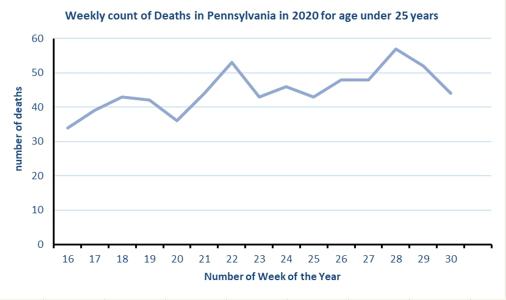 Weekly count of Deaths in Pennsylvania in 2020 for age under 25 years
number of deaths
60
50
40
30
20
10
0
16 17 18 19 20 21 22 23 24 25 26 27 28 29 30
Number of Week of the Year